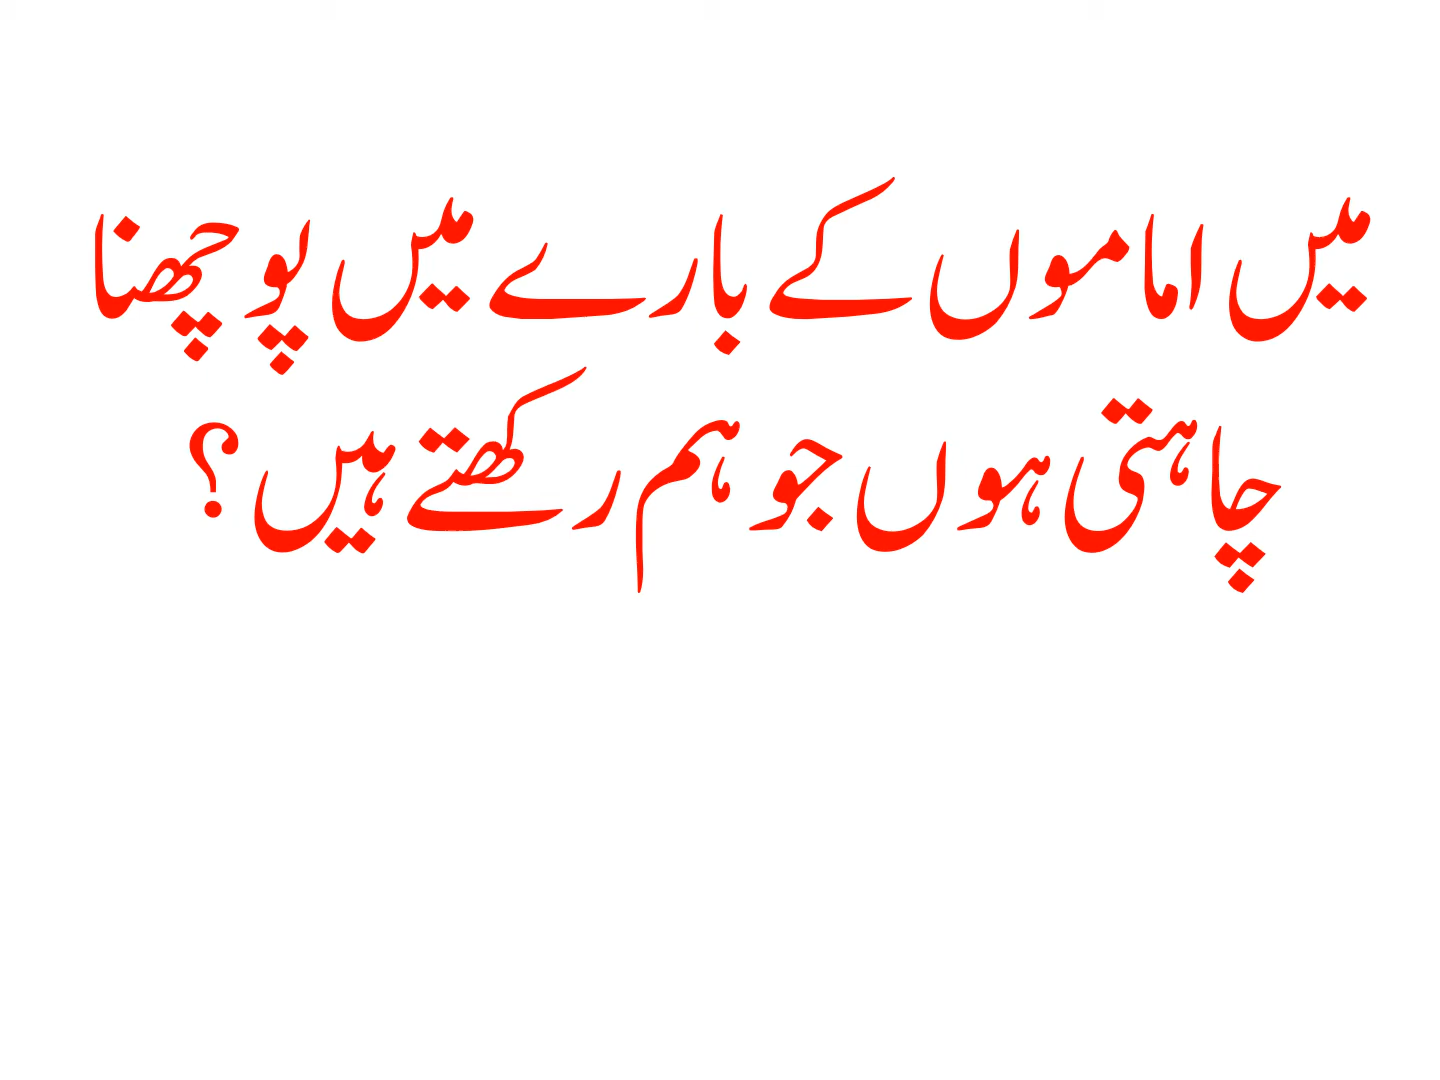 میں اماموں کے بارے میں پوچھنا
چاہتی ہوں جو ہم رکھتے ہیں؟